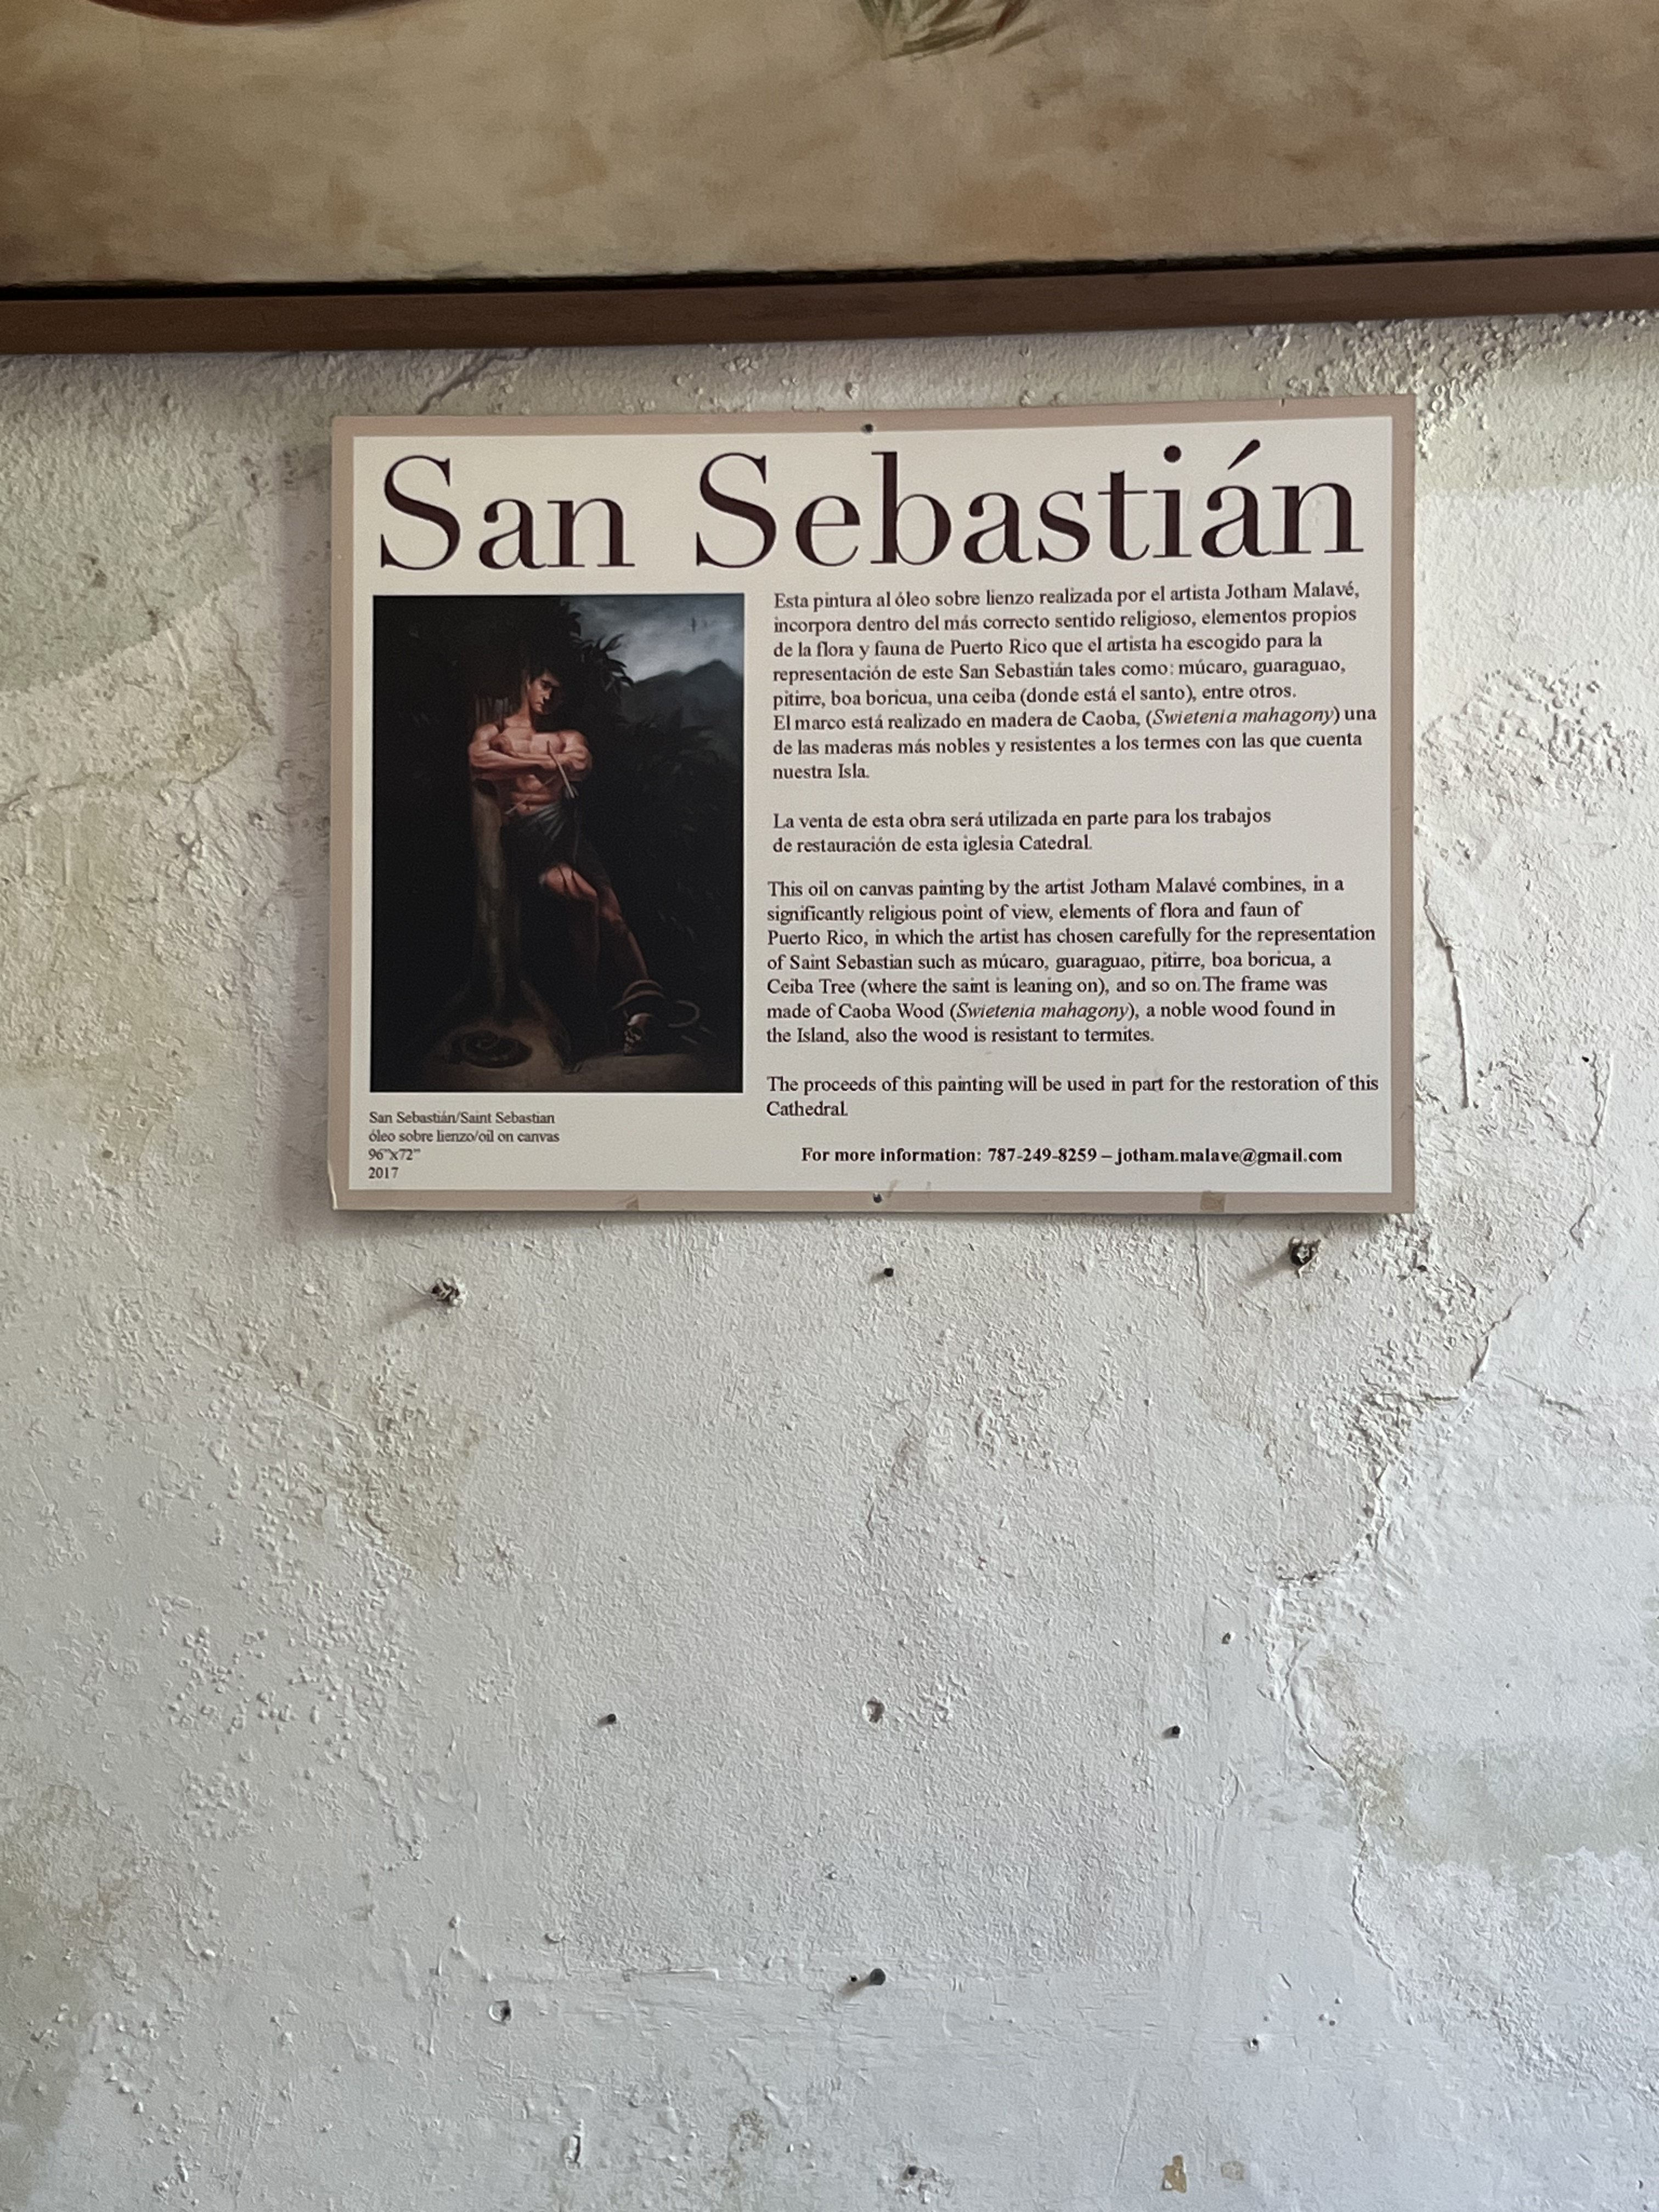 San Sebastián
Esta pintura al óleo sobre lienzo realizada por el artista Jotham Malavé,
incorpora dentro del más correcto sentido religioso, elementos propios
de la flora y fauna de Puerto Rico que el artista ha escogido para la
representación de este San Sebastián tales como: múcaro, guaraguao,
pitirre, boa boricua, una ceiba (donde está el santo), entre otros.
El marco está realizado en madera de Caoba, (Swietenia mahagony) una
de las maderas más nobles y resistentes a los termes con las que cuenta
nuestra Isla.
La venta de esta obra será utilizada en parte para los trabajos
de restauración de esta iglesia Catedral.
This oil on canvas painting by the artist Jotham Malavé combines, in a
significantly religious point of view, elements of flora and faun of
Puerto Rico, in which the artist has chosen carefully for the representation
of Saint Sebastian such as múcaro, guaraguao, pitirre, boa boricua, a
Ceiba Tree (where the saint is leaning on), and so on. The frame was
made of Caoba Wood (Swietenia mahagony), a noble wood found in
the Island, also the wood is resistant to termites.
The proceeds of this painting will be used in part for the restoration of this
Cathedral.
For more information: 787-249-8259 – jotham.malave@gmail.com
San Sebastián/Saint Sebastian
óleo sobre lienzo/oil on canvas
96"x72"
2017